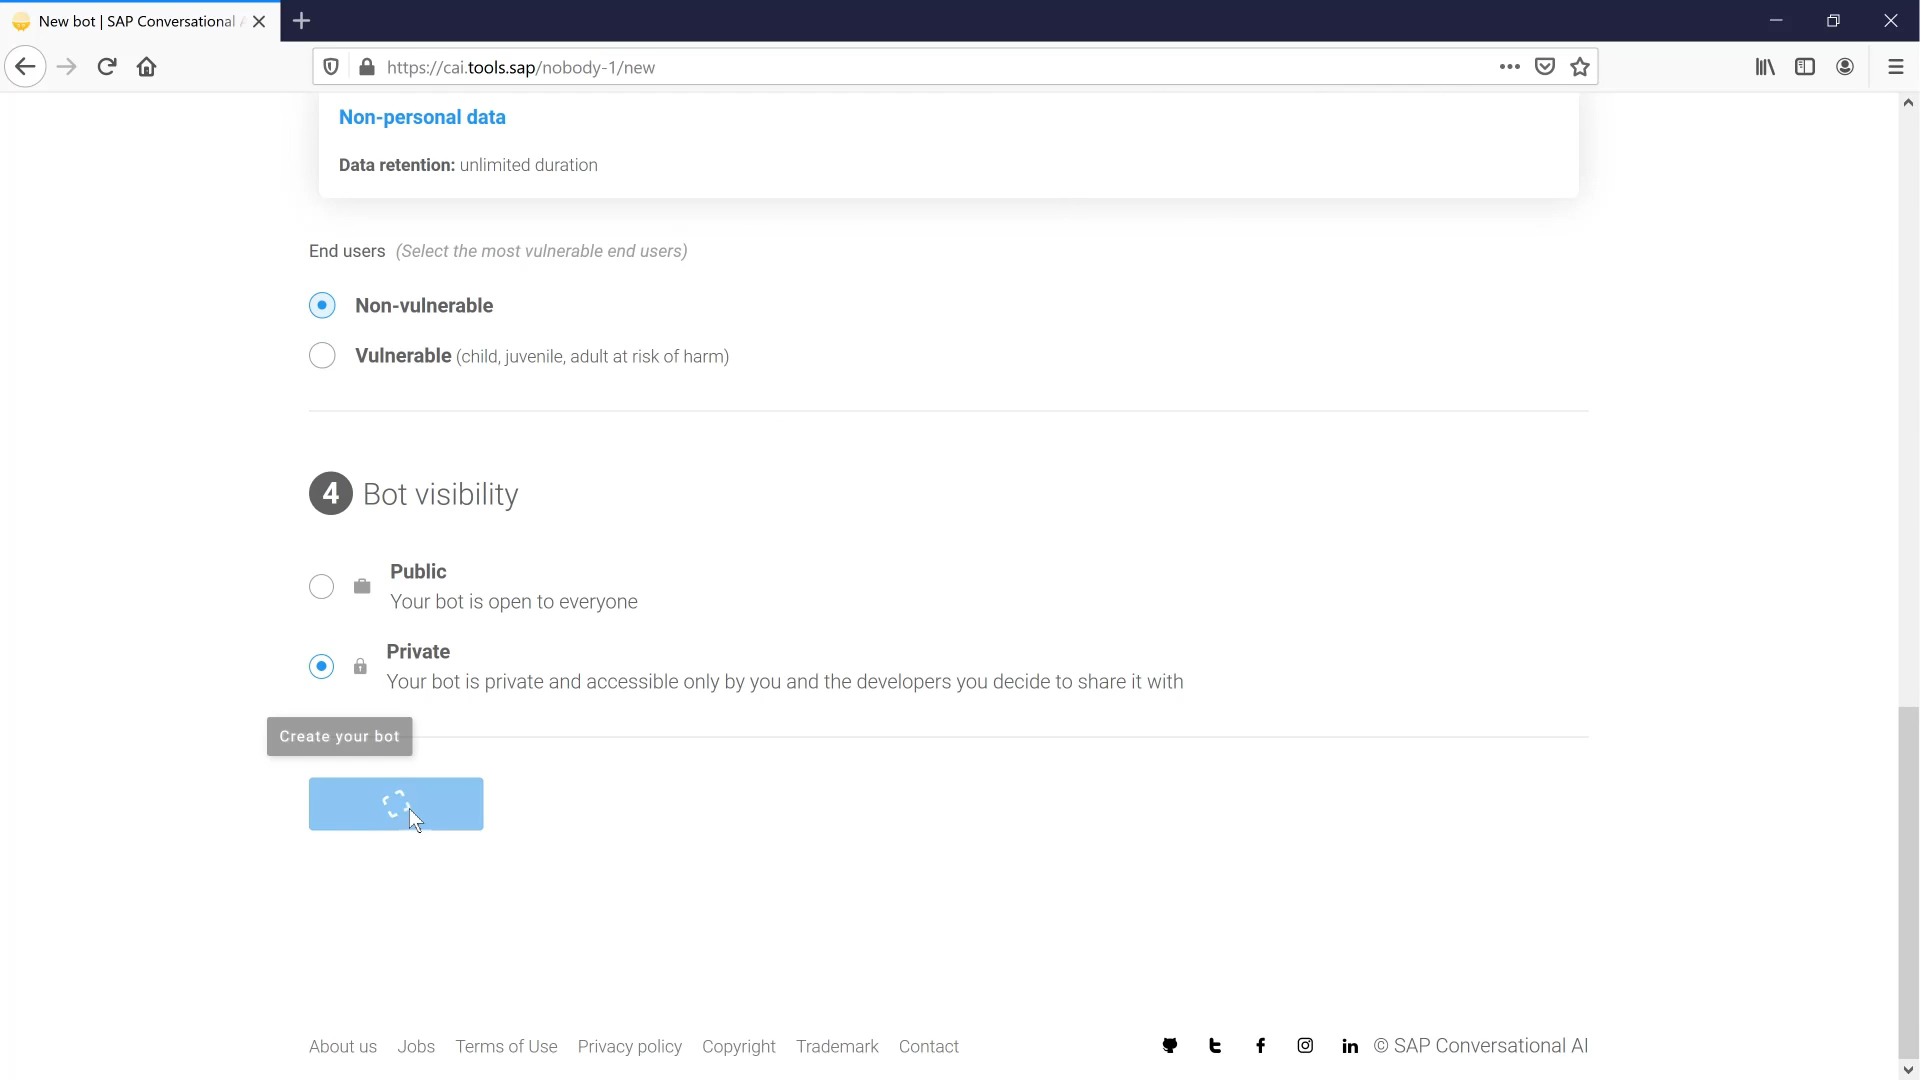 New bot | SAP Conversational
https://cai.tools.sap/nobody-1/new
Non-personal data
Data retention: unlimited duration
End users (Select the most vulnerable end users)
Non-vulnerable
Vulnerable (child, juvenile, adult at risk of harm)
4 Bot visibility
Public
Your bot is open to everyone
Private
Your bot is private and accessible only by you and the developers you decide to share it with
Create your bot
About us Jobs Terms of Use Privacy policy Copyright Trademark Contact © SAP Conversational AI